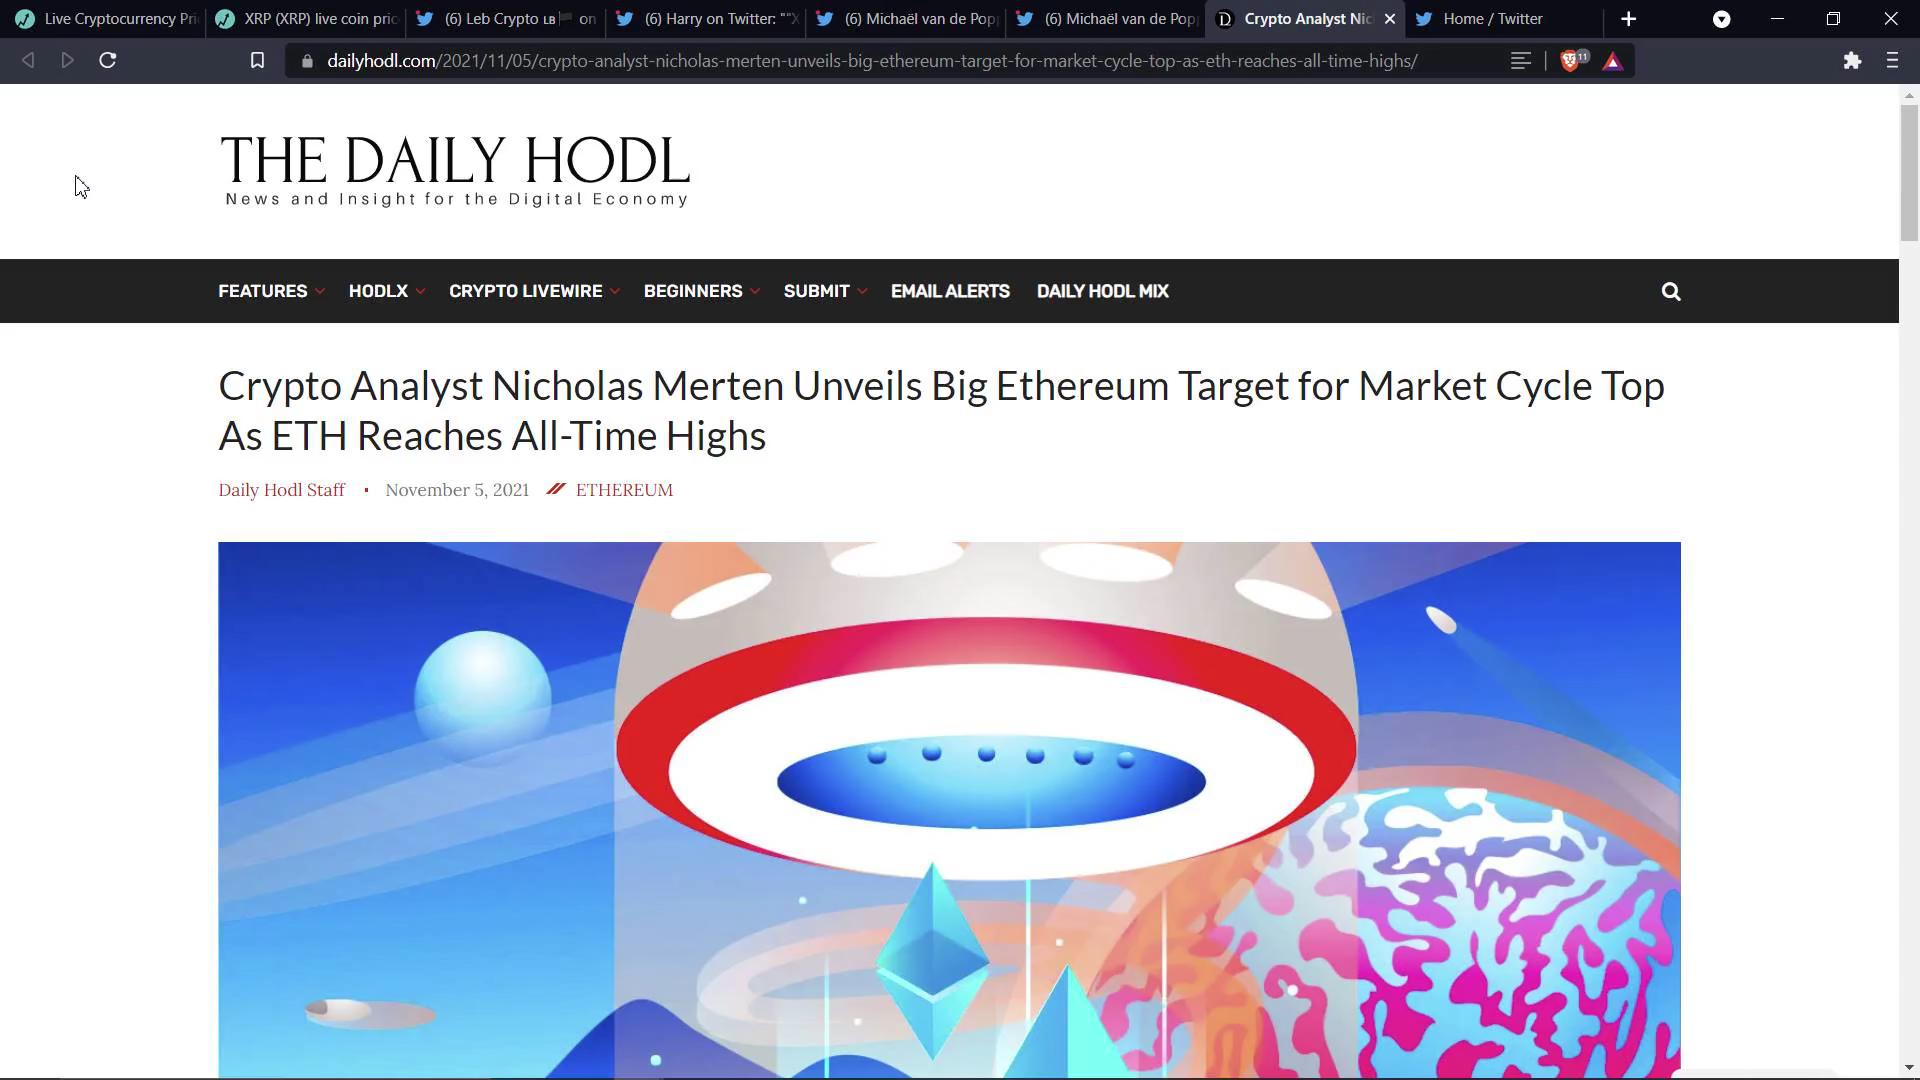 Live Cryptocurrency Pri
XRP (XRP) live coin pric
(6) Leb Crypto LB on
(6) Harry on Twitter: ""X
(6) Michaël van de Pop
(6) Michaël van de Pop
Crypto Analyst Nic
Home / Twitter
dailyhodl.com/2021/11/05/crypto-analyst-nicholas-merten-unveils-big-ethereum-target-for-market-cycle-top-as-eth-reaches-all-time-highs/
11
THE DAILY HODL
News and Insight for the Digital Economy
FEATURES HODLX CRYPTO LIVEWIRE BEGINNERS SUBMIT EMAIL ALERTS DAILY HODL MIX
Crypto Analyst Nicholas Merten Unveils Big Ethereum Target for Market Cycle Top
As ETH Reaches All-Time Highs
Daily Hodl Staff • November 5, 2021 ETHEREUM